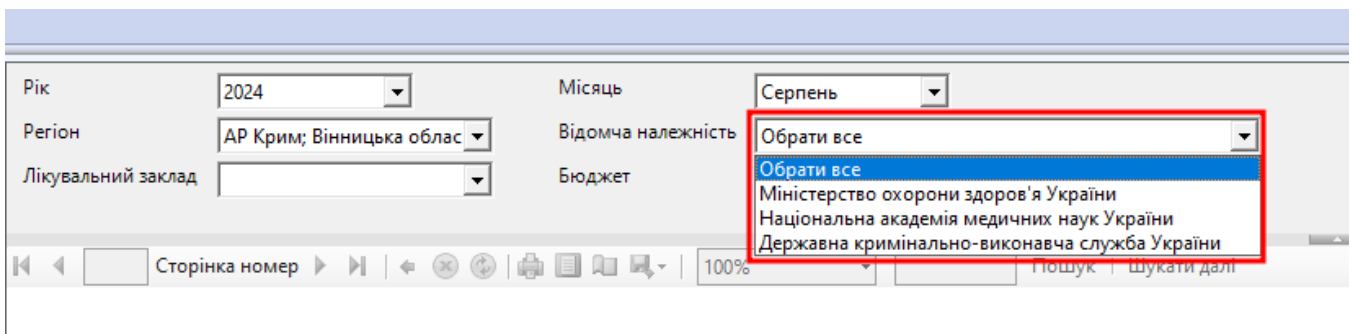 Рік 2024 Місяць Серпень
Регіон АР Крим; Вінницька облас Відомча належність Обрати все
Лікувальний заклад Бюджет
Обрати все
Міністерство охорони здоров'я України
Національна академія медичних наук України
Державна кримінально-виконавча служба України
Сторінка номер 100% Пошук Шукати далі